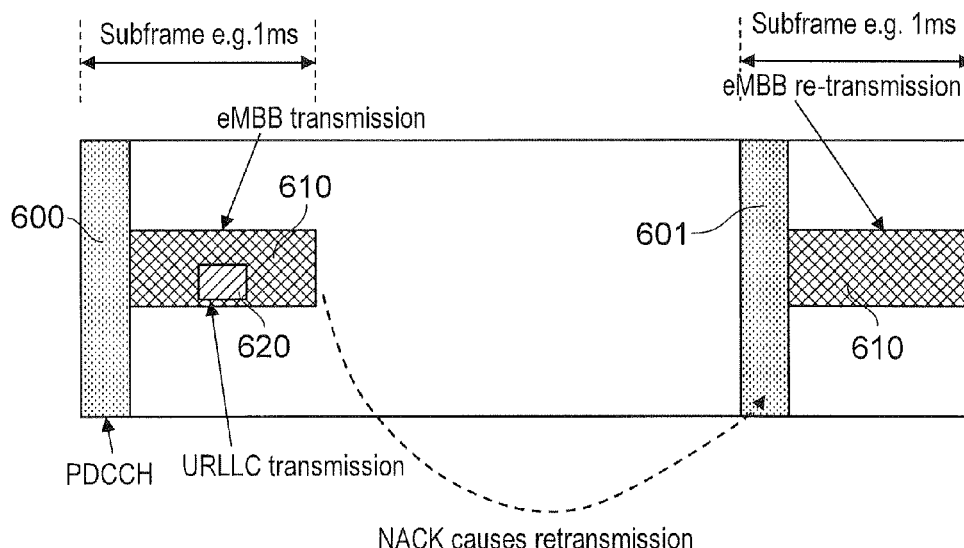 Subframe e.g.1ms
Subframe e.g. 1ms
eMBB transmission
eMBB re-transmission
600
610
601
620
610
PDCCH
URLLC transmission
NACK causes retransmission